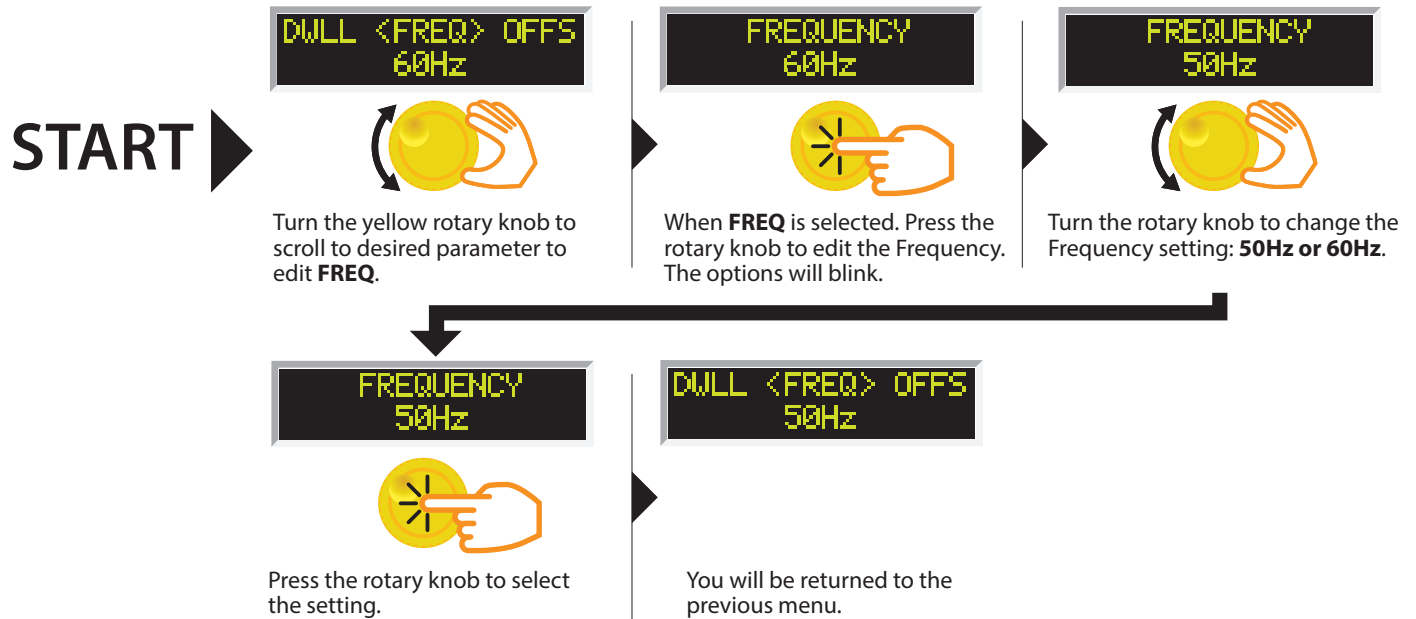 START
DWLL <FREQ> OFFS
60Hz
Turn the yellow rotary knob to
scroll to desired parameter to
edit FREQ.
FREQUENCY
60Hz
When FREQ is selected. Press the
rotary knob to edit the Frequency.
The options will blink.
FREQUENCY
50Hz
Turn the rotary knob to change the
Frequency setting: 50Hz or 60Hz.
FREQUENCY
50Hz
Press the rotary knob to select
the setting.
DWLL <FREQ> OFFS
50Hz
You will be returned to the
previous menu.